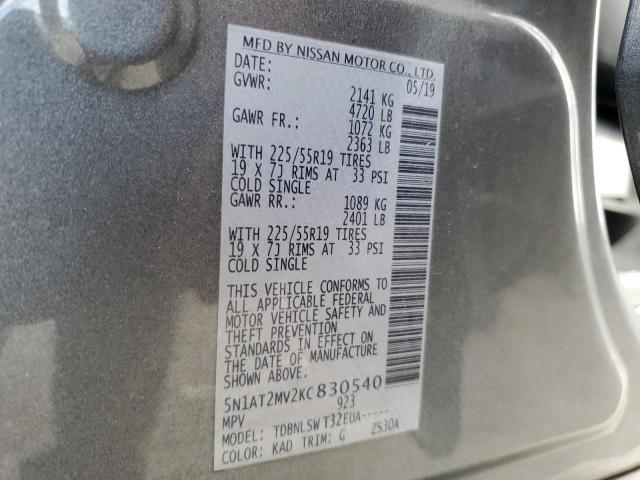 MFD BY NISSAN MOTOR CO., LTD.
DATE: 05/19
GVWR: 2141 KG
4720 LB
GAWR FR.: 1072 KG
2363 LB
WITH 225/55R19 TIRES
19 X 7J RIMS AT 33 PSI
COLD SINGLE
GAWR RR.: 1089 KG
2401 LB
WITH 225/55R19 TIRES
19 X 7J RIMS AT 33 PSI
COLD SINGLE
THIS VEHICLE CONFORMS TO
ALL APPLICABLE FEDERAL
MOTOR VEHICLE SAFETY AND
THEFT PREVENTION
STANDARDS IN EFFECT ON
THE DATE OF MANUFACTURE
SHOWN ABOVE.
5N1AT2MV2KC830540
MPV 923
MODEL: TDBNLSWT32EUA-----
COLOR: KAD TRIM: G ZS30A